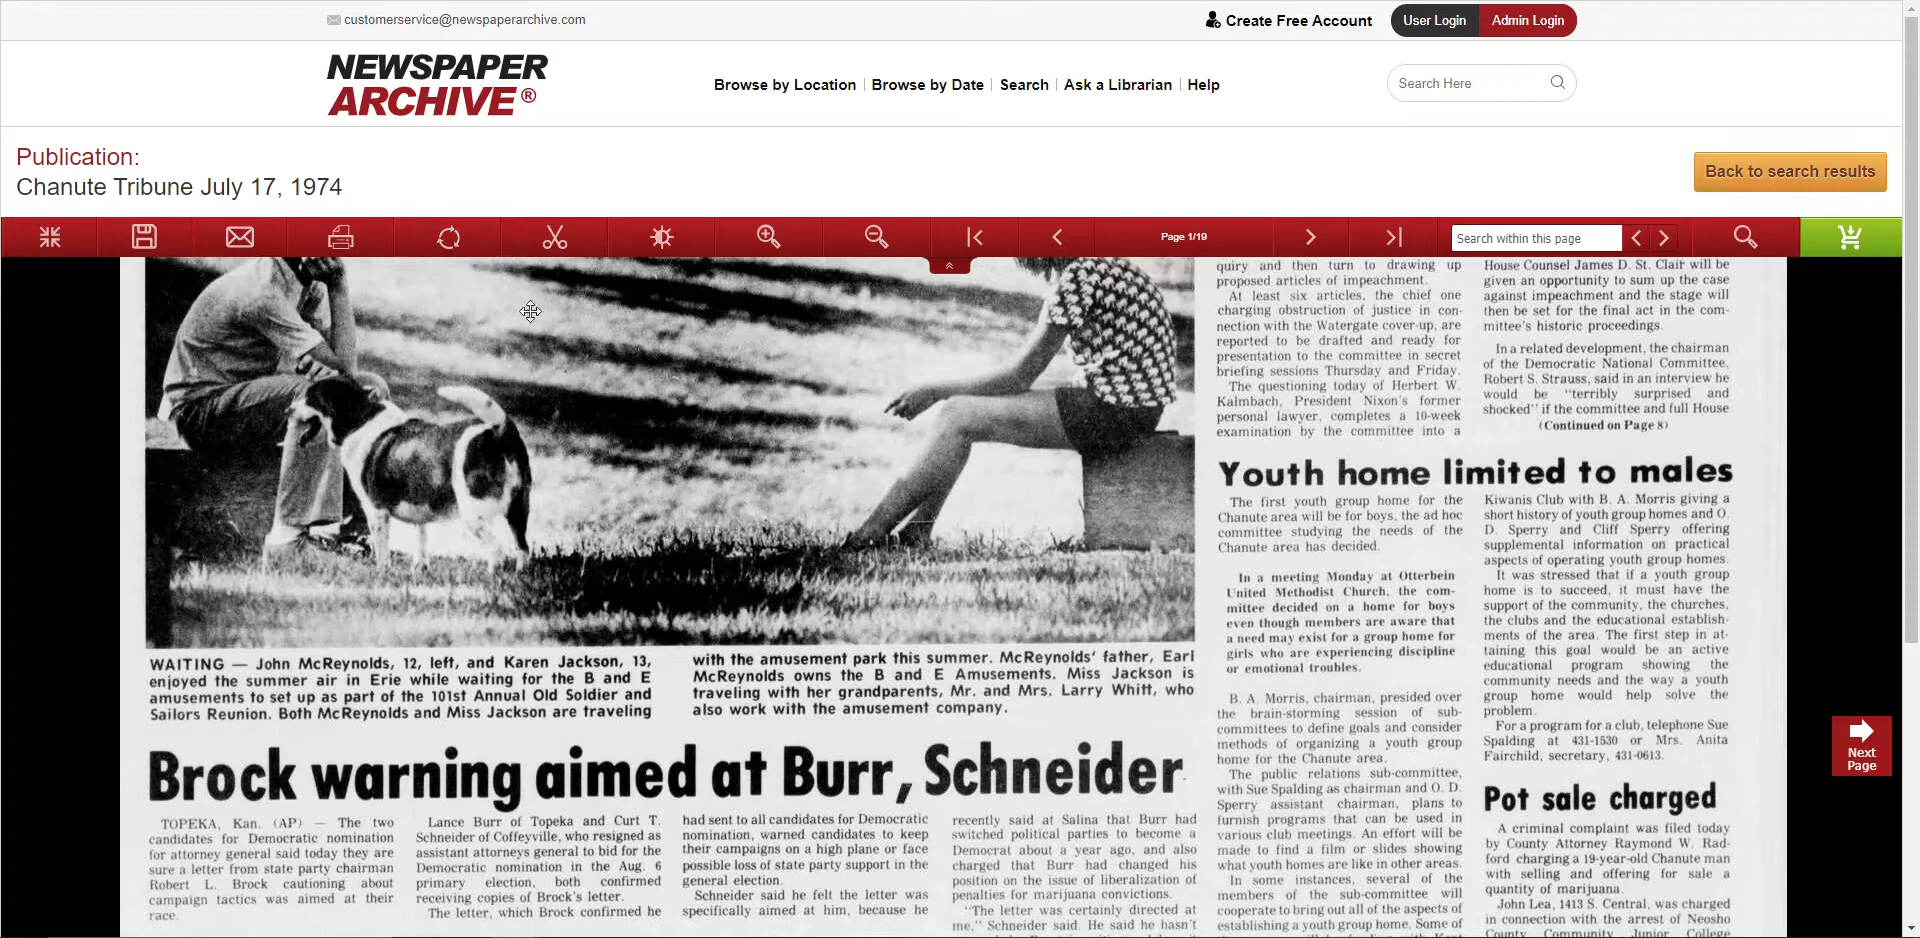 customerservice@newspaperarchive.com
Create Free Account
User Login
Admin Login
NEWSPAPER
ARCHIVE®
Browse by Location
Browse by Date
Search
Ask a Librarian
Help
Search Here
Publication:
Chanute Tribune July 17, 1974
Back to search results
Page 1/19
Search within this page
WAITING — John McReynolds, 12, left, and Karen Jackson, 13,
enjoyed the summer air in Erie while waiting for the B and E
amusements to set up as part of the 101st Annual Old Soldier and
Sailors Reunion. Both McReynolds and Miss Jackson are traveling
with the amusement park this summer. McReynolds' father, Earl
McReynolds owns the B and E Amusements. Miss Jackson is
traveling with her grandparents, Mr. and Mrs. Larry Whitt, who
also work with the amusement company.
Brock warning aimed at Burr, Schneider
TOPEKA, Kan. (AP) — The two
candidates for Democratic nomination
for attorney general said today they are
sure a letter from state party chairman
Robert L. Brock cautioning about
campaign tactics was aimed at their
race.
Lance Burr of Topeka and Curt T.
Schneider of Coffeyville, who resigned as
assistant attorneys general to bid for the
Democratic nomination in the Aug. 6
primary election, both confirmed
receiving copies of Brock's letter.
The letter, which Brock confirmed he
had sent to all candidates for Democratic
nomination, warned candidates to keep
their campaigns on a high plane or face
possible loss of state party support in the
general election.
Schneider said he felt the letter was
specifically aimed at him, because he
recently said at Salina that Burr had
switched political parties to become a
Democrat about a year ago, and also
charged that Burr had changed his
position on the issue of liberalization of
penalties for marijuana convictions.
"The letter was certainly directed at
me," Schneider said. He said he hasn't
quiry and then turn to drawing up
proposed articles of impeachment.
At least six articles, the chief one
charging obstruction of justice in con-
nection with the Watergate cover-up, are
reported to be drafted and ready for
presentation to the committee in secret
briefing sessions Thursday and Friday.
The questioning today of Herbert W.
Kalmbach, President Nixon's former
personal lawyer, completes a 10-week
examination by the committee into a
House Counsel James D. St. Clair will be
given an opportunity to sum up the case
against impeachment and the stage will
then be set for the final act in the com-
mittee's historic proceedings.
In a related development, the chairman
of the Democratic National Committee,
Robert S. Strauss, said in an interview he
would be "terribly surprised and
shocked" if the committee and full House
(Continued on Page 8)
Youth home limited to males
The first youth group home for the
Chanute area will be for boys, the ad hoc
committee studying the needs of the
Chanute area has decided.
In a meeting Monday at Otterbein
United Methodist Church, the com-
mittee decided on a home for boys
even though members are aware that
a need may exist for a group home for
girls who are experiencing discipline
or emotional troubles.
B. A. Morris, chairman, presided over
the brain-storming session of sub-
committees to define goals and consider
methods of organizing a youth group
home for the Chanute area.
The public relations sub-committee,
with Sue Spalding as chairman and O. D.
Sperry assistant chairman, plans to
furnish programs that can be used in
various club meetings. An effort will be
made to find a film or slides showing
what youth homes are like in other areas.
In some instances, several of the
members of the sub-committee will
cooperate to bring out all of the aspects of
establishing a youth group home. Some of
Kiwanis Club with B. A. Morris giving a
short history of youth group homes and O.
D. Sperry and Cliff Sperry offering
supplemental information on practical
aspects of operating youth group homes.
It was stressed that if a youth group
home is to succeed, it must have the
support of the community, the churches,
the clubs and the educational establish-
ments of the area. The first step in at-
taining this goal would be an active
educational program showing the
community needs and the way a youth
group home would help solve the
problem.
For a program for a club, telephone Sue
Spalding at 431-1530 or Mrs. Anita
Fairchild, secretary, 431-0613.
Pot sale charged
A criminal complaint was filed today
by County Attorney Raymond W. Rad-
ford charging a 19-year-old Chanute man
with selling and offering for sale a
quantity of marijuana.
John Lea, 1413 S. Central, was charged
in connection with the arrest of Neosho
County Community Junior College
Next
Page